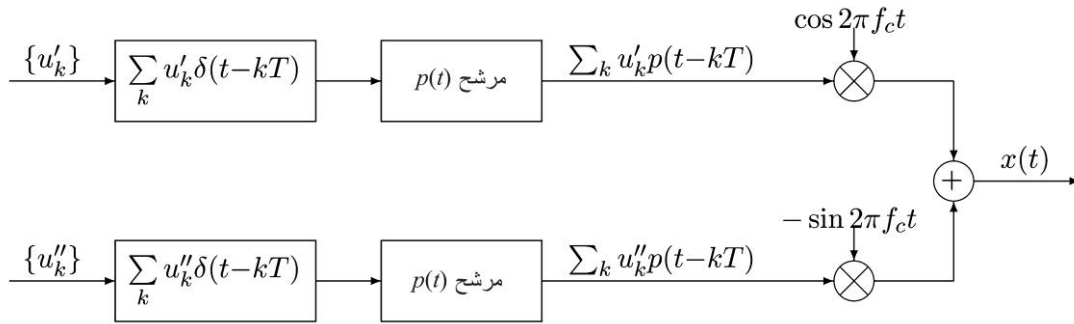 cos 2πf_c t
{u'_k}
∑_k u'_k δ(t−kT)
مرشح p(t)
∑_k u'_k p(t−kT)
x(t)
+
− sin 2πf_c t
{u''_k}
∑_k u''_k δ(t−kT)
مرشح p(t)
∑_k u''_k p(t−kT)